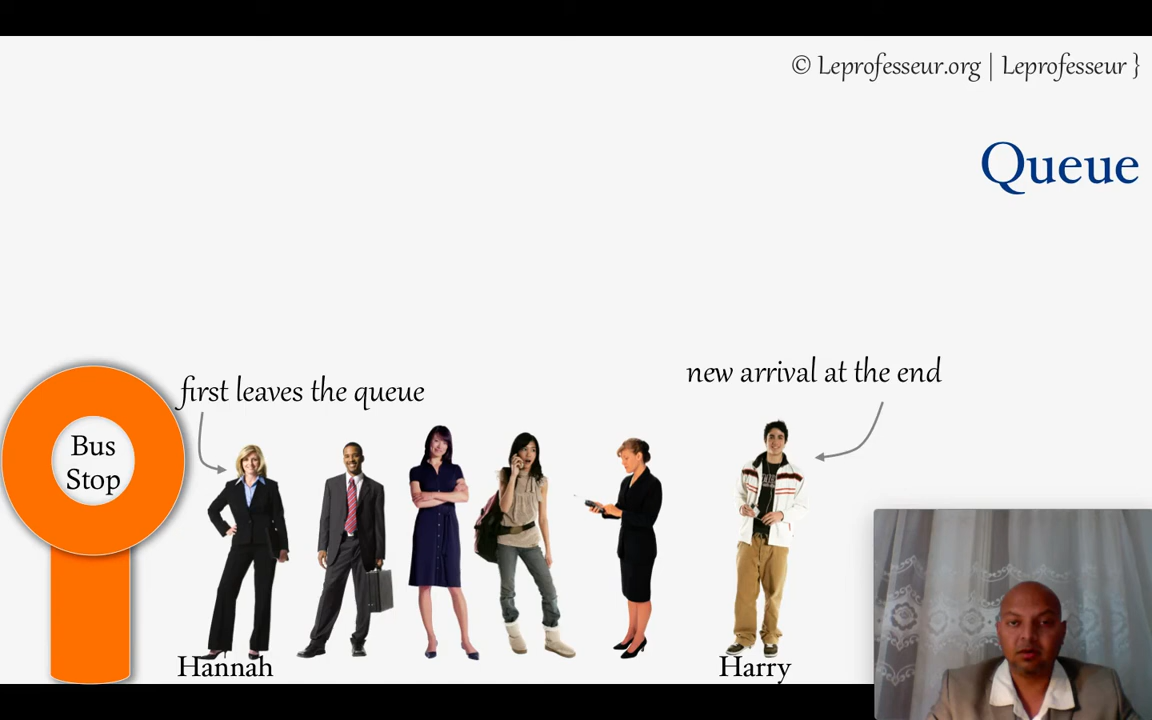 © Leprofesseur.org | Leprofesseur }
Queue
new arrival at the end
first leaves the queue
Bus
Stop
Hannah
Harry